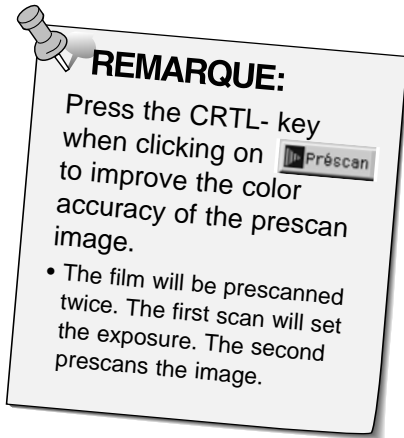 REMARQUE:
Press the CRTL- key
when clicking on Préscan
to improve the color
accuracy of the prescan
image.
• The film will be prescanned
twice. The first scan will set
the exposure. The second
prescans the image.